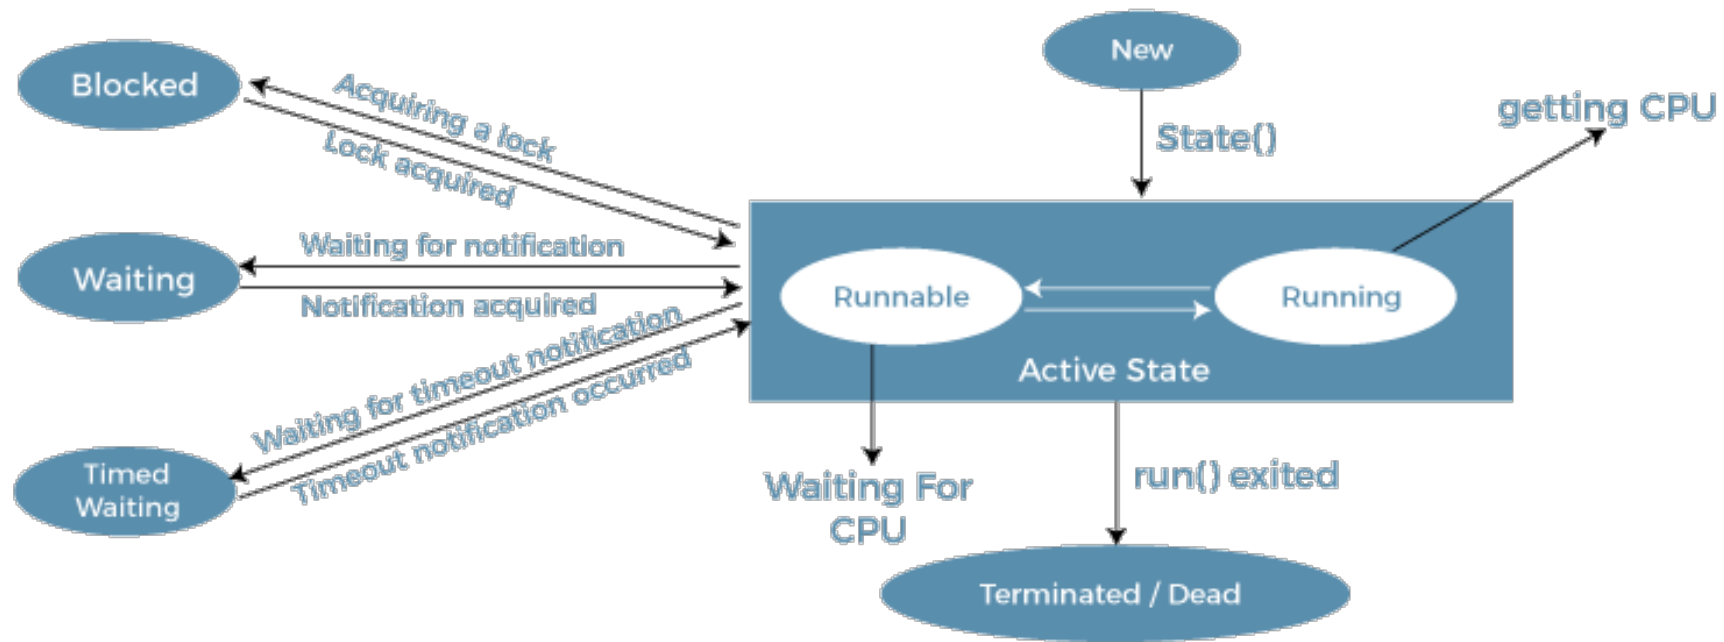 New
Blocked
Acquiring a lock
getting CPU
State()
Lock acquired
Waiting for notification
Waiting
Notification acquired
Runnable
Running
Active State
Waiting for timeout notification
Timeout notification occurred
Timed
Waiting
Waiting For
CPU
run() exited
Terminated / Dead